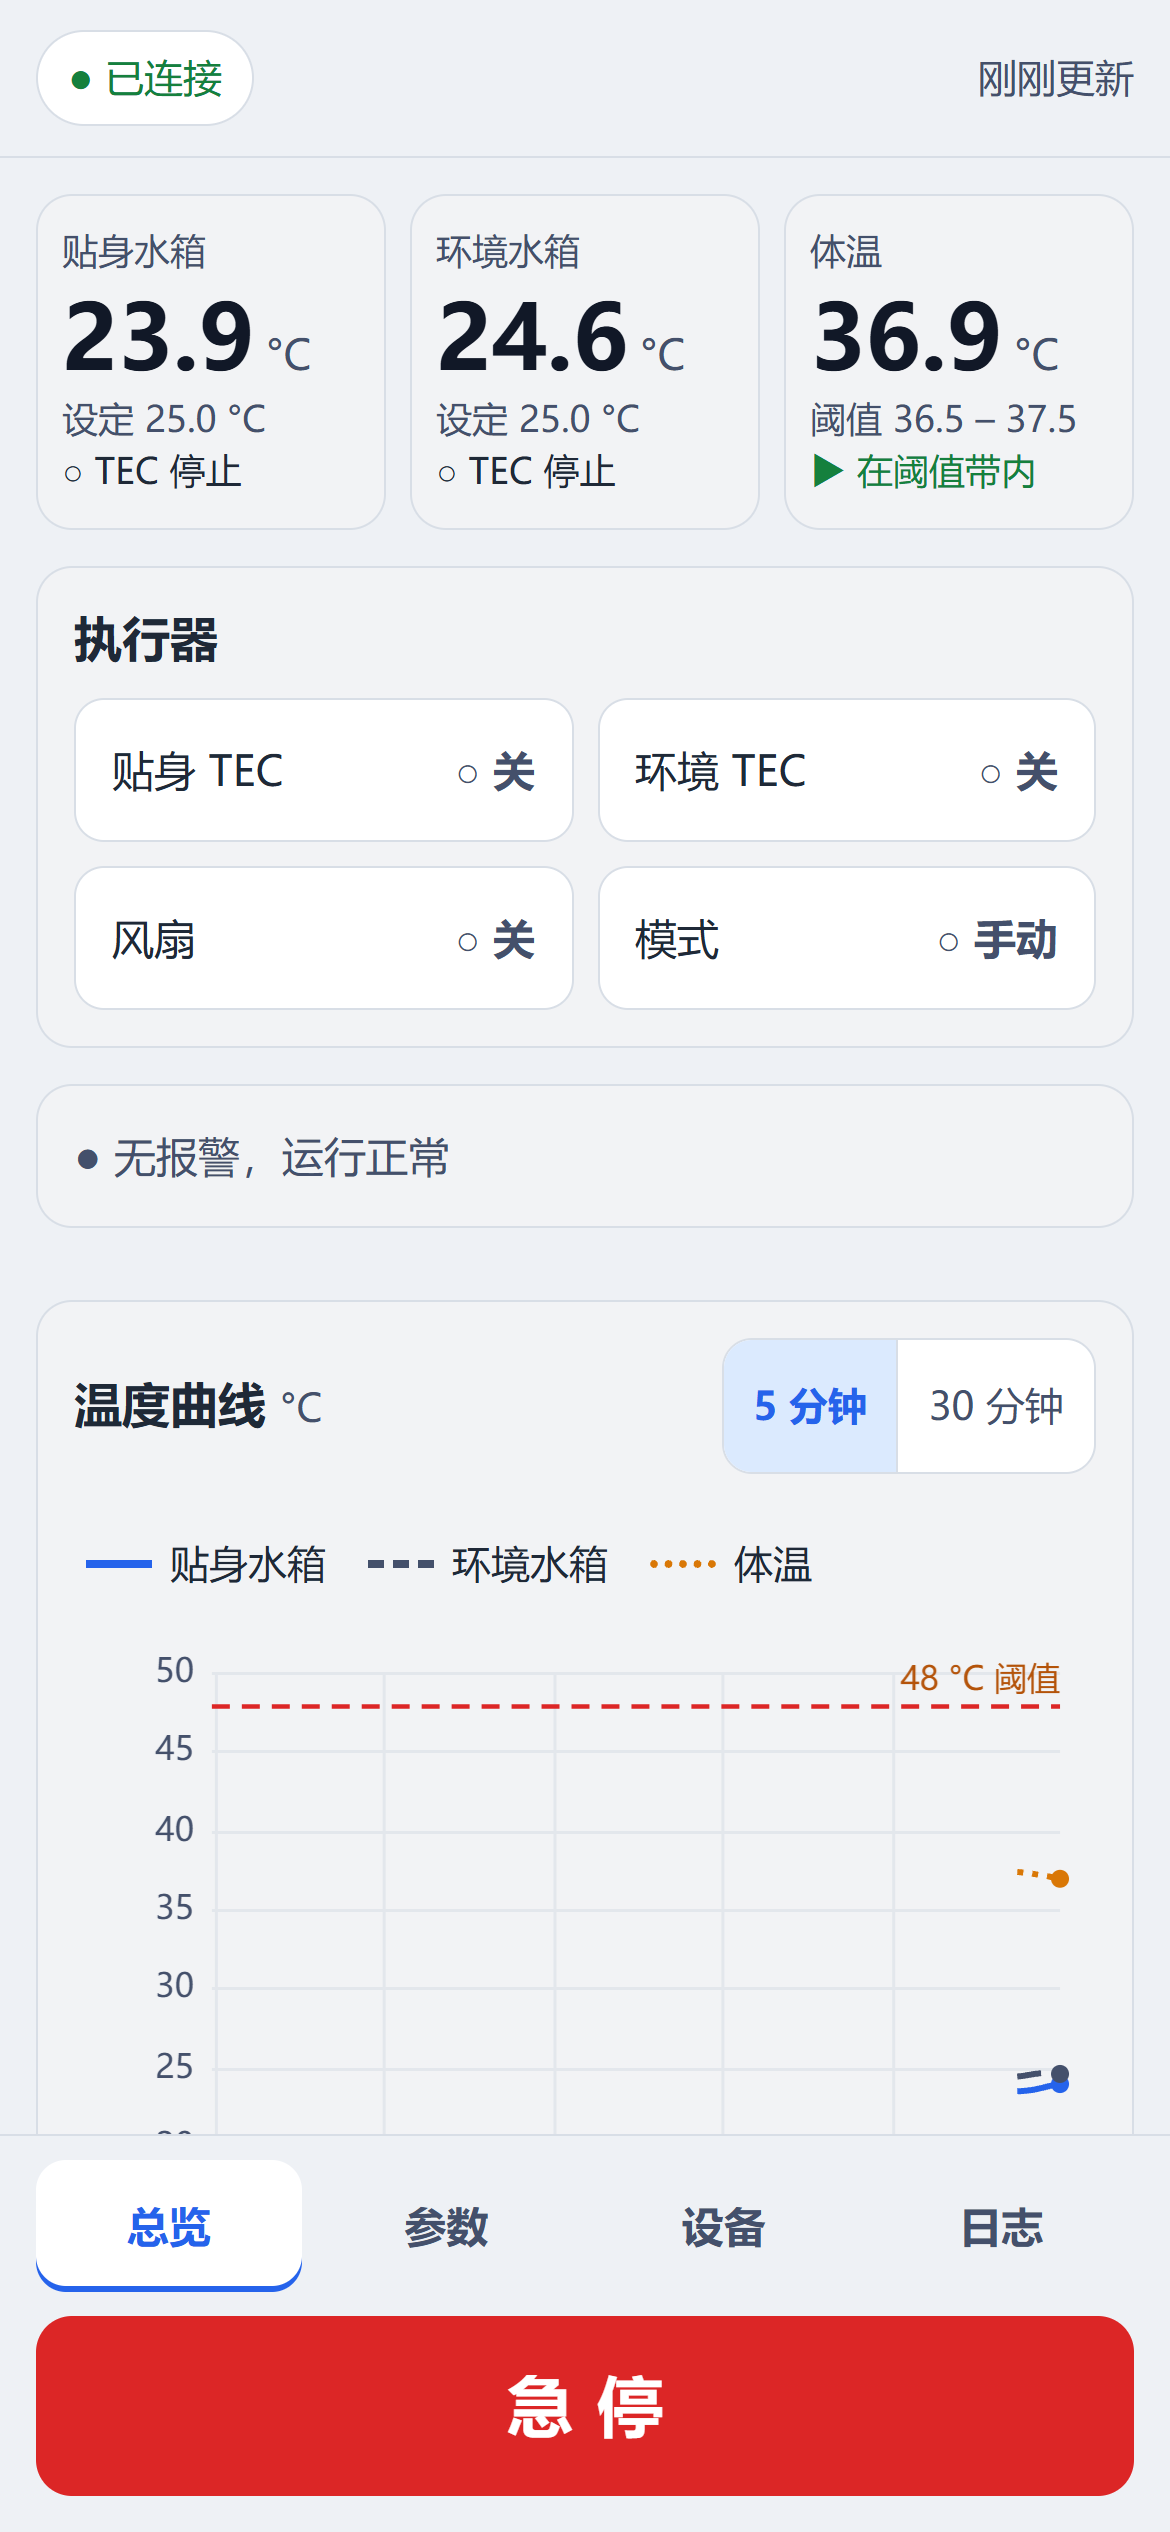 ● 已连接
刚刚更新
贴身水箱
23.9 °C
设定 25.0 °C
○ TEC 停止
环境水箱
24.6 °C
设定 25.0 °C
○ TEC 停止
体温
36.9 °C
阈值 36.5 – 37.5
▶ 在阈值带内
执行器
贴身 TEC ○ 关
环境 TEC ○ 关
风扇 ○ 关
模式 ○ 手动
● 无报警，运行正常
温度曲线 °C
5 分钟
30 分钟
贴身水箱
环境水箱
体温
48 °C 阈值
50
45
40
35
30
25
总览
参数
设备
日志
急 停